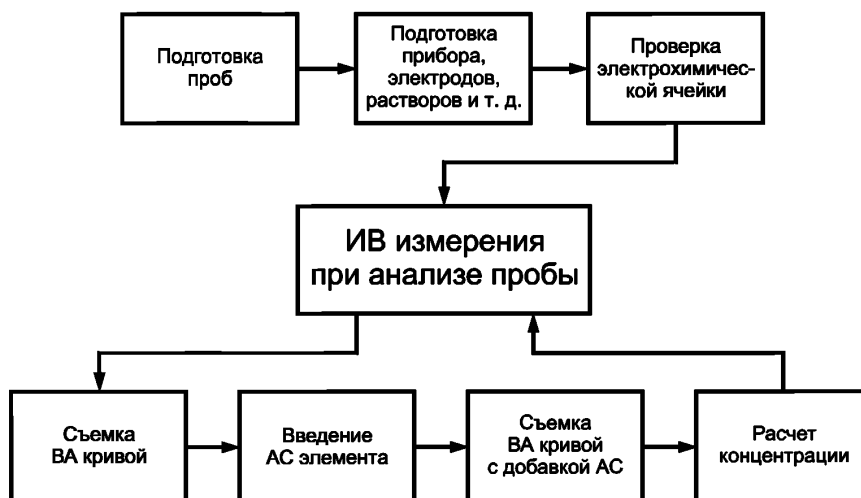 Подготовка
проб
Подготовка
прибора,
электродов,
растворов и т. д.
Проверка
электрохимичес-
кой ячейки
ИВ измерения
при анализе пробы
Съемка
ВА кривой
Введение
АС элемента
Съемка
ВА кривой
с добавкой АС
Расчет
концентрации